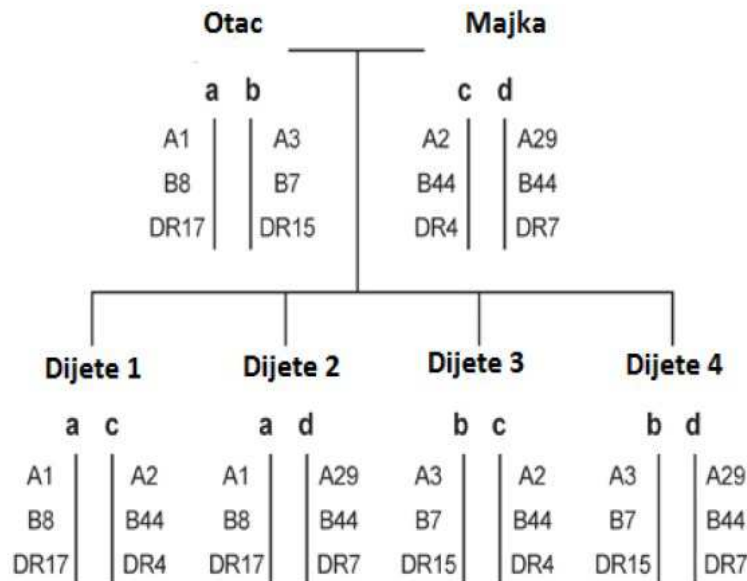 Otac Majka
a b c d
A1 A3 A2 A29
B8 B7 B44 B44
DR17 DR15 DR4 DR7
Dijete 1 Dijete 2 Dijete 3 Dijete 4
a c a d b c b d
A1 A2 A1 A29 A3 A2 A3 A29
B8 B44 B8 B44 B7 B44 B7 B44
DR17 DR4 DR17 DR7 DR15 DR4 DR15 DR7